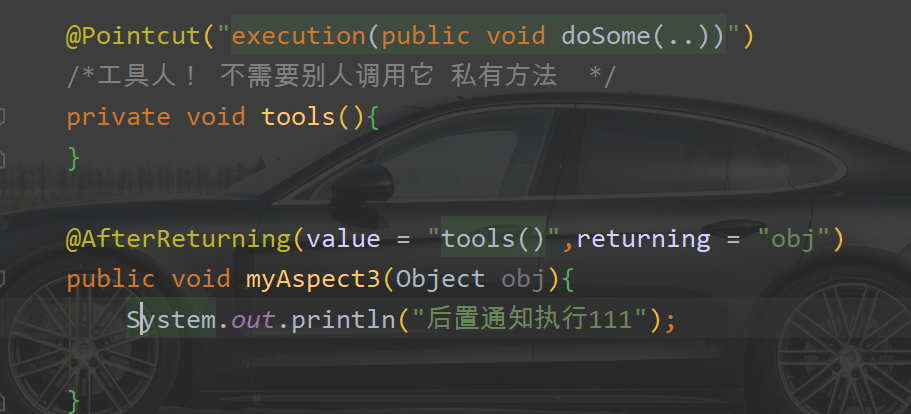 @Pointcut("execution(public void doSome(..))")
/*工具人！ 不需要别人调用它 私有方法  */
private void tools(){
}
@AfterReturning(value = "tools()",returning = "obj")
public void myAspect3(Object obj){
System.out.println("后置通知执行111");
}